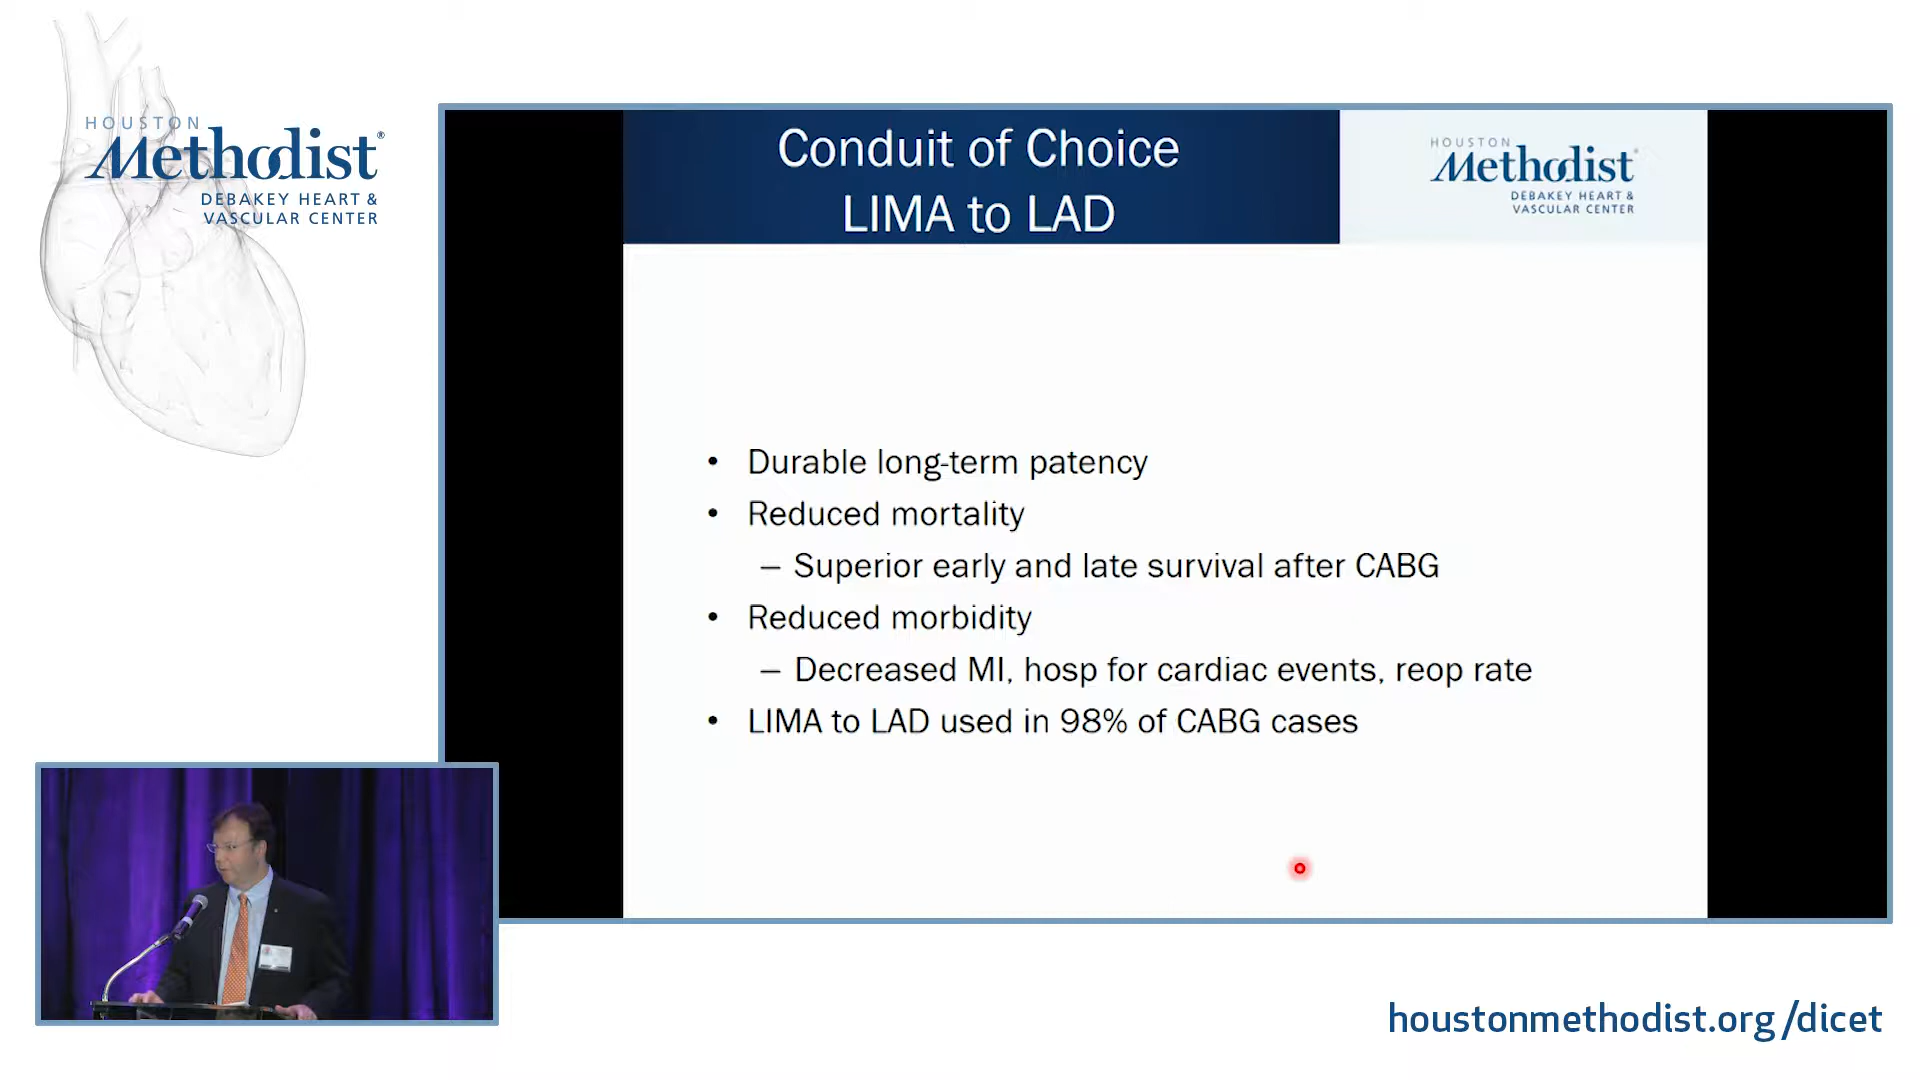 HOUSTON
Methodist®
DEBAKEY HEART &
VASCULAR CENTER
Conduit of Choice
LIMA to LAD
HOUSTON
Methodist®
DEBAKEY HEART &
VASCULAR CENTER
• Durable long-term patency
• Reduced mortality
– Superior early and late survival after CABG
• Reduced morbidity
– Decreased MI, hosp for cardiac events, reop rate
• LIMA to LAD used in 98% of CABG cases
houstonmethodist.org/dicet